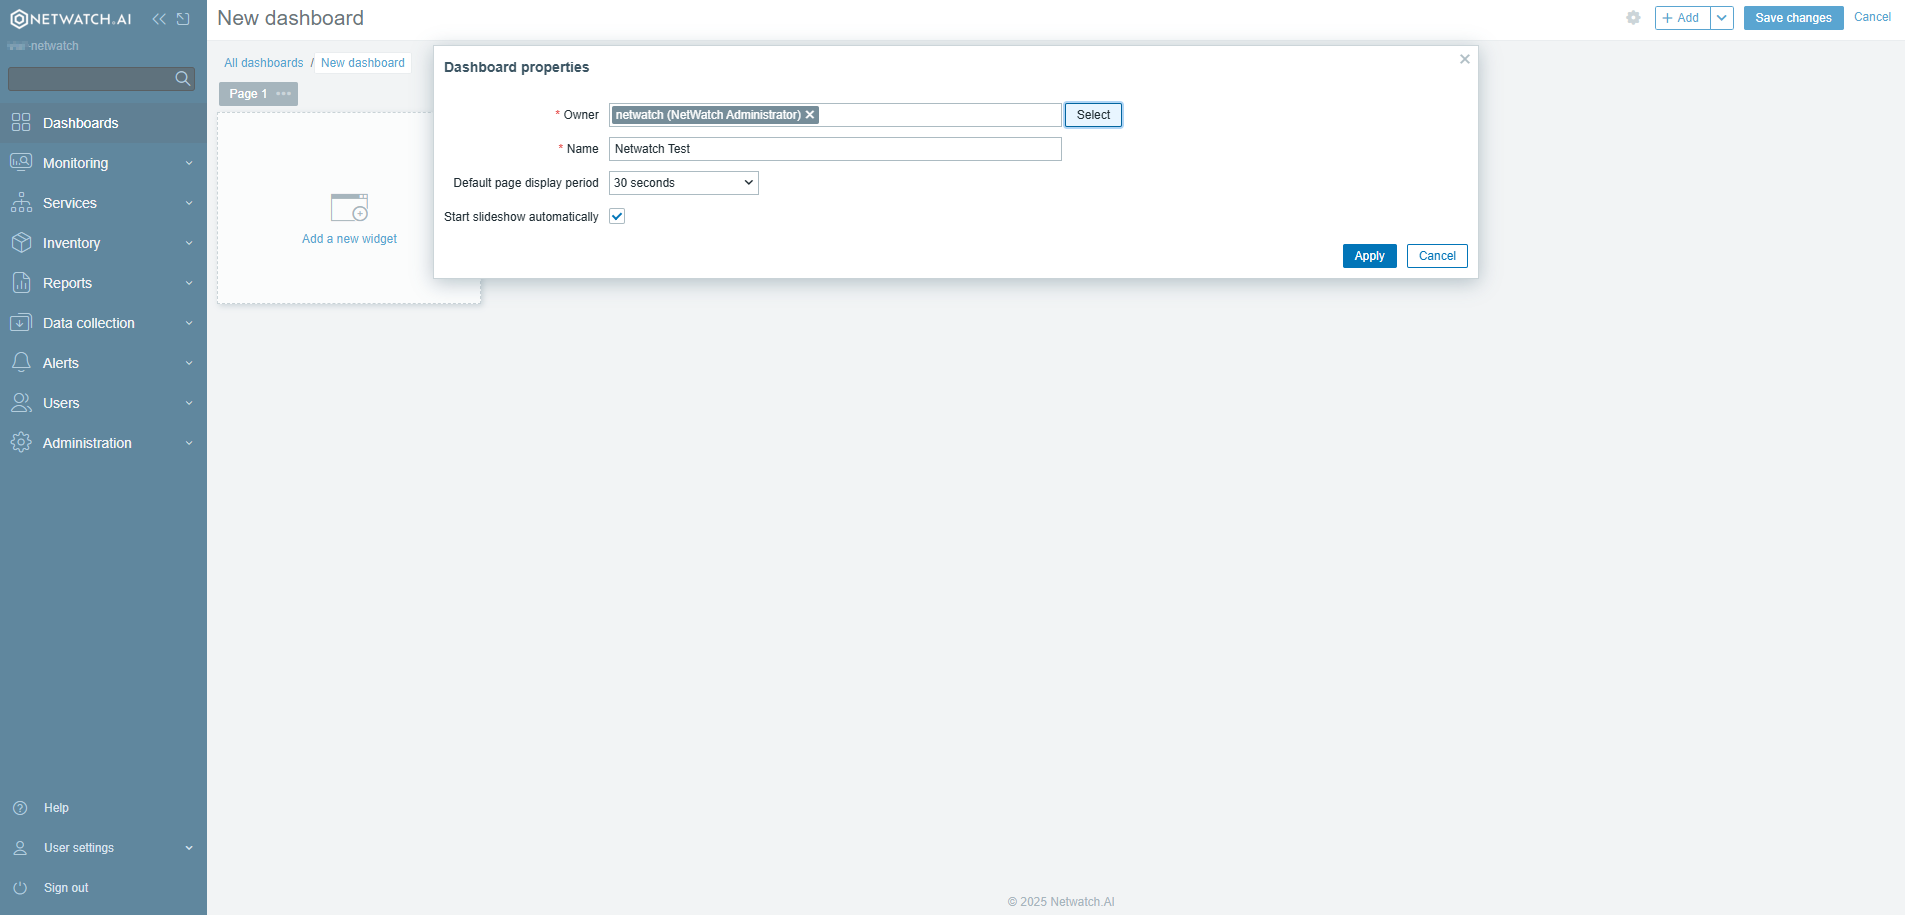 NETWATCH.AI
netwatch
Dashboards
Monitoring
Services
Inventory
Reports
Data collection
Alerts
Users
Administration
Help
User settings
Sign out
New dashboard
+ Add
Save changes
Cancel
All dashboards / New dashboard
Page 1
Add a new widget
Dashboard properties
* Owner netwatch (NetWatch Administrator) Select
* Name Netwatch Test
Default page display period 30 seconds
Start slideshow automatically
Apply Cancel
© 2025 Netwatch.AI